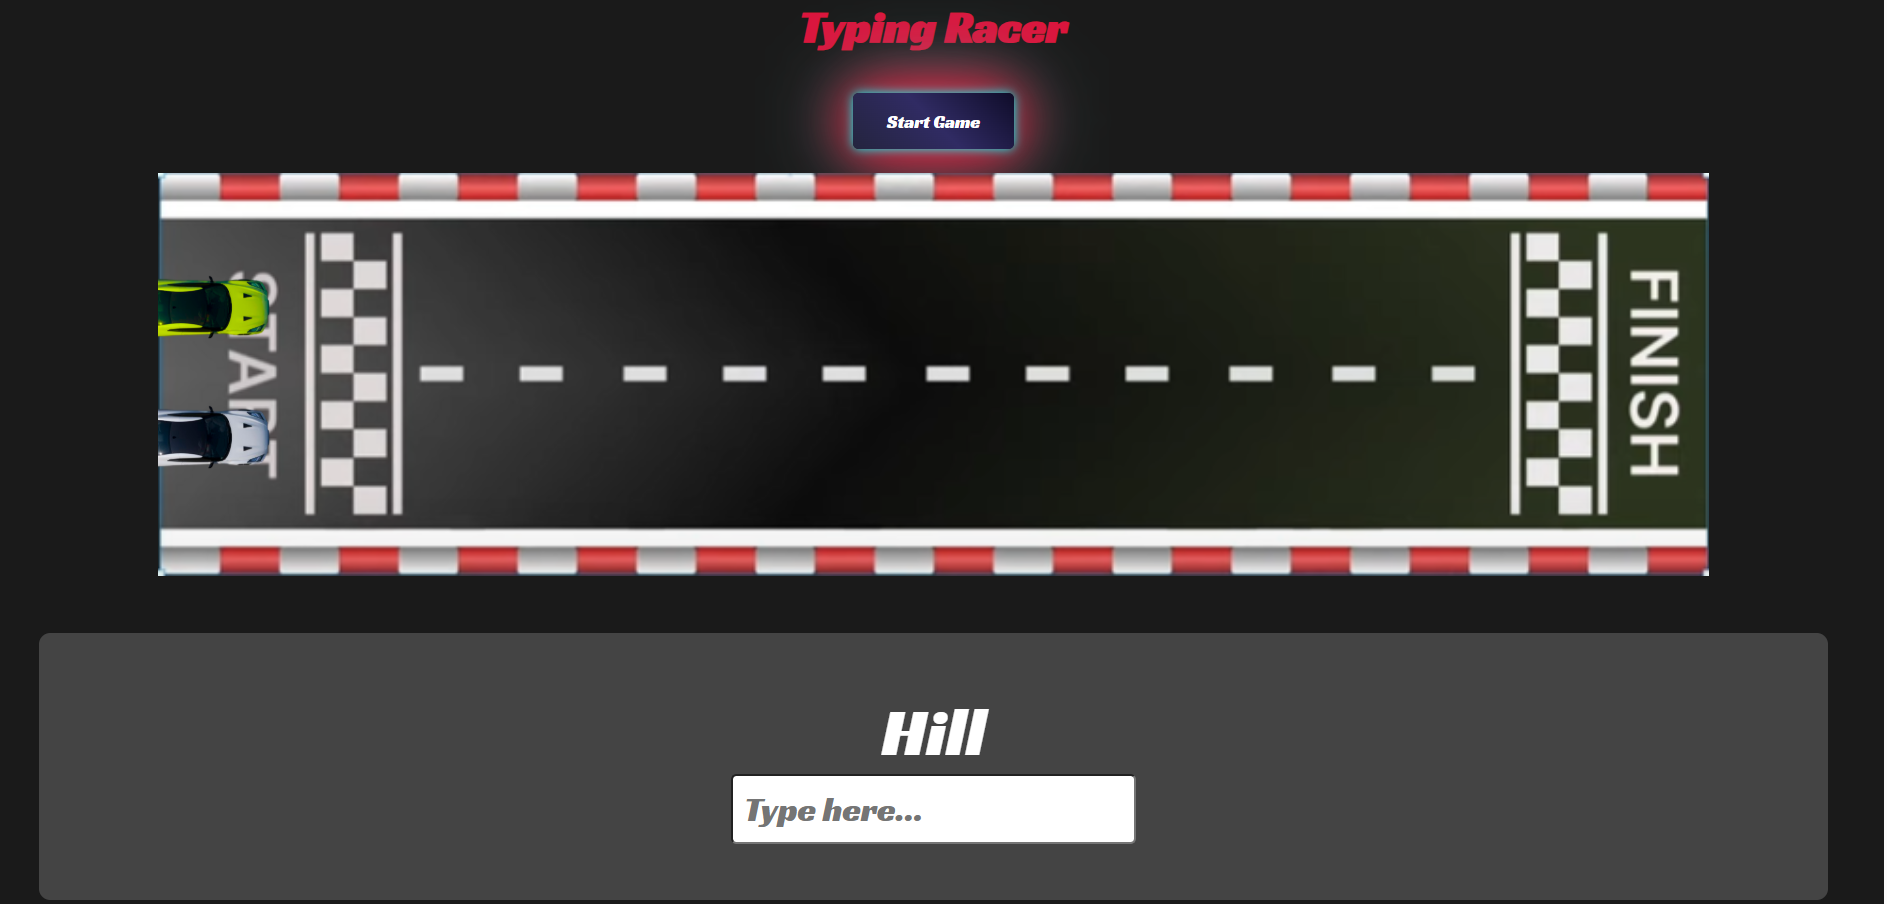 Typing Racer
Start Game
START
FINISH
Hill
Type here...